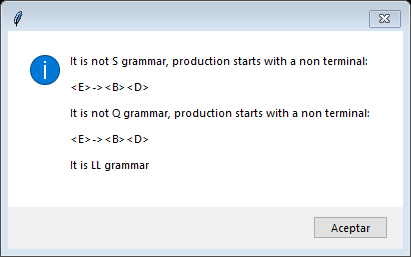 It is not S grammar, production starts with a non terminal:
<E>-><B><D>
It is not Q grammar, production starts with a non terminal:
<E>-><B><D>
It is LL grammar
Aceptar